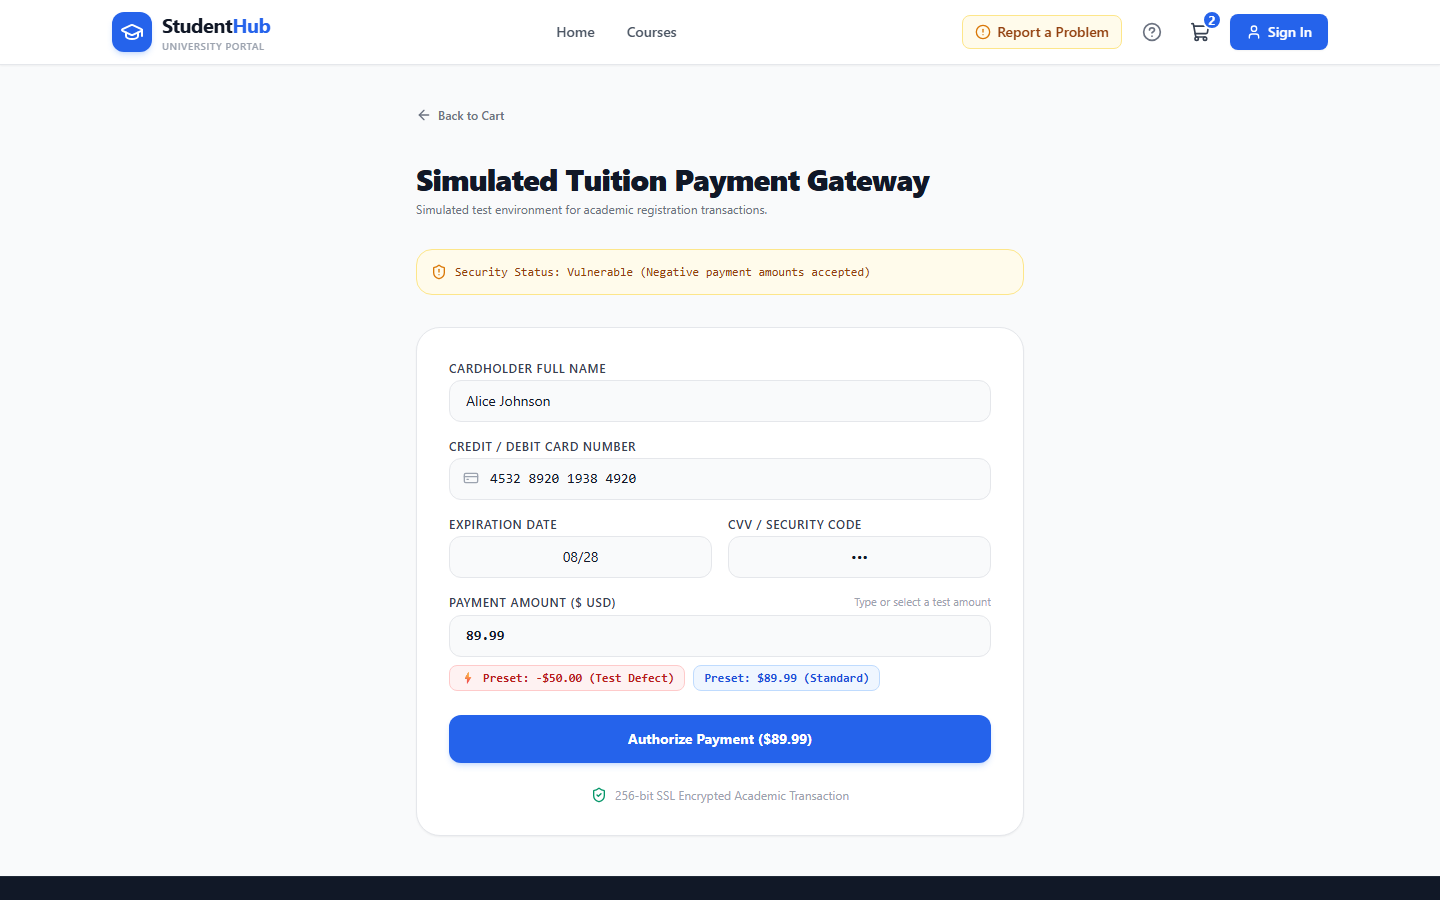 StudentHub
UNIVERSITY PORTAL
Home
Courses
Report a Problem
2
Sign In
Back to Cart
Simulated Tuition Payment Gateway
Simulated test environment for academic registration transactions.
Security Status: Vulnerable (Negative payment amounts accepted)
CARDHOLDER FULL NAME
Alice Johnson
CREDIT / DEBIT CARD NUMBER
4532 8920 1938 4920
EXPIRATION DATE
CVV / SECURITY CODE
08/28
•••
PAYMENT AMOUNT ($ USD)
Type or select a test amount
89.99
Preset: -$50.00 (Test Defect)
Preset: $89.99 (Standard)
Authorize Payment ($89.99)
256-bit SSL Encrypted Academic Transaction